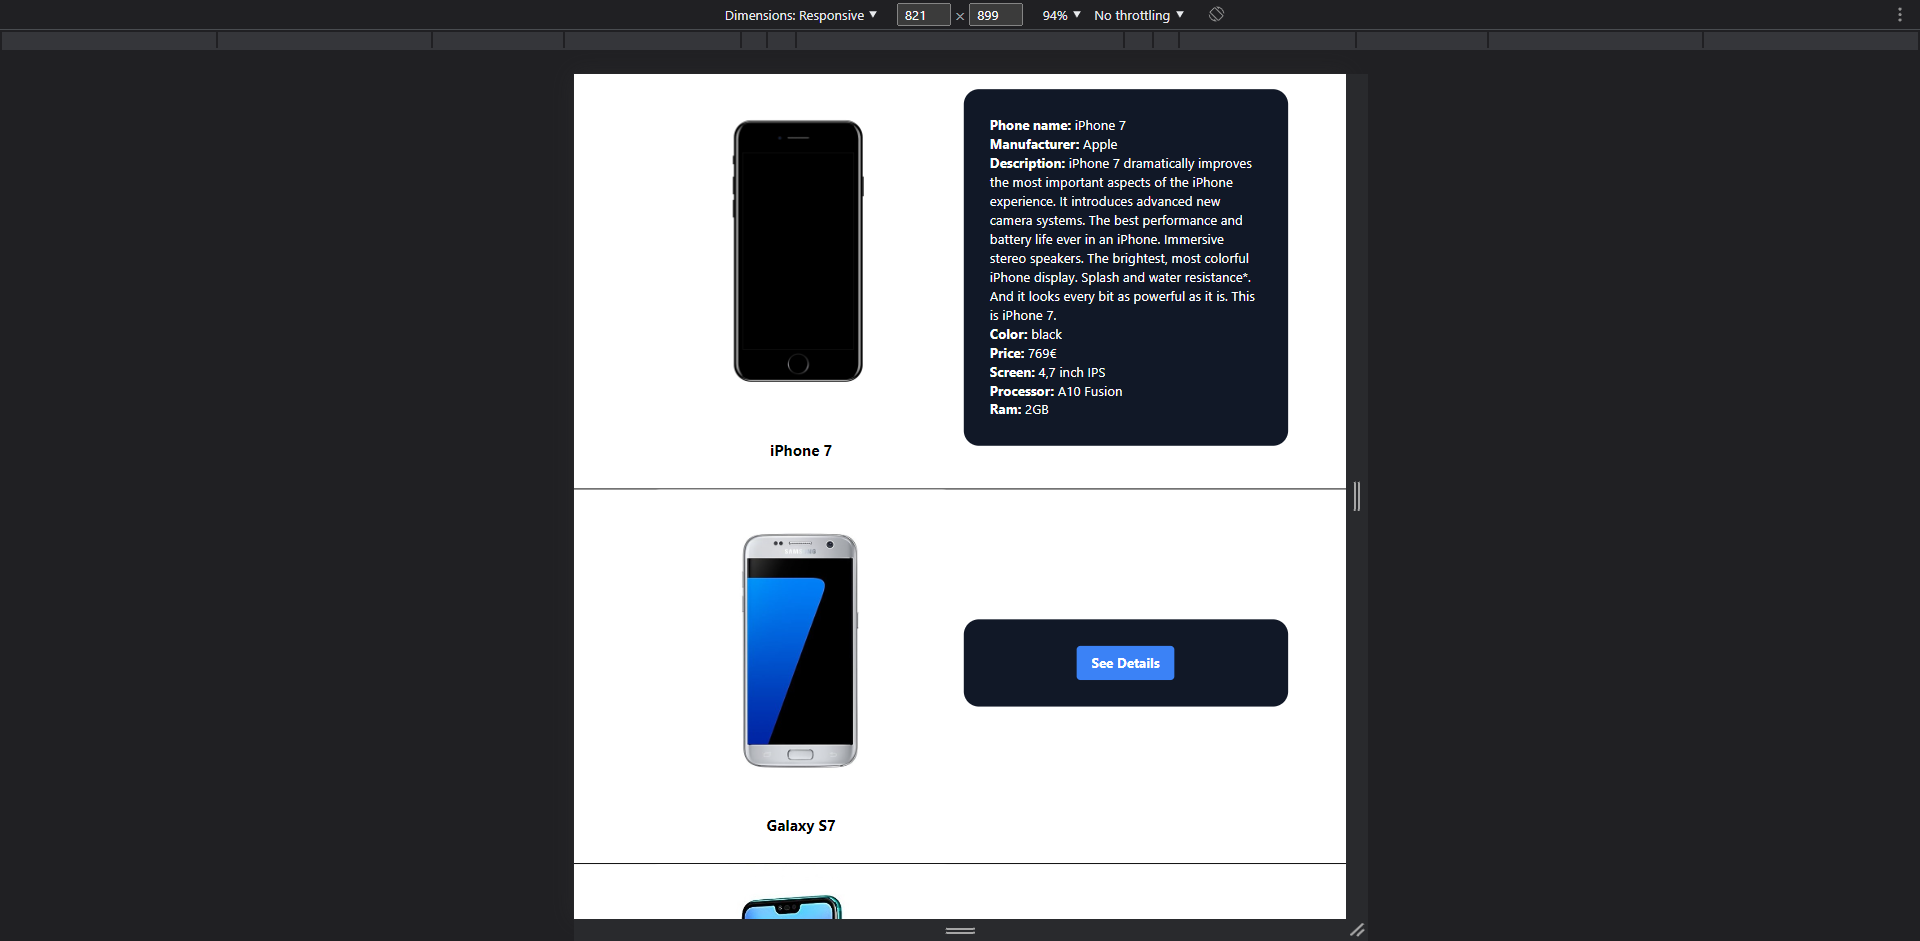 Dimensions: Responsive 821 × 899 94% No throttling
Phone name: iPhone 7
Manufacturer: Apple
Description: iPhone 7 dramatically improves
the most important aspects of the iPhone
experience. It introduces advanced new
camera systems. The best performance and
battery life ever in an iPhone. Immersive
stereo speakers. The brightest, most colorful
iPhone display. Splash and water resistance*.
And it looks every bit as powerful as it is. This
is iPhone 7.
Color: black
Price: 769€
Screen: 4,7 inch IPS
Processor: A10 Fusion
Ram: 2GB
iPhone 7
SAMSUNG
See Details
Galaxy S7